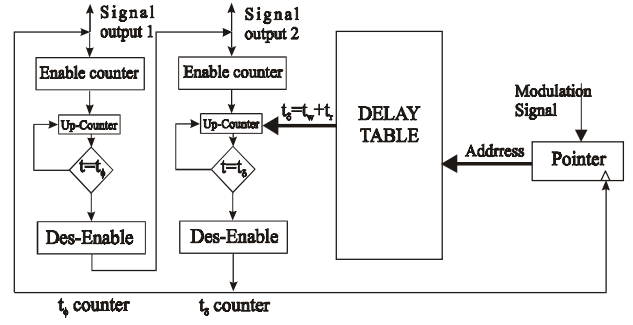 Signal
output 1
Signal
output 2
Enable counter
Enable counter
Up-Counter
Up-Counter
t=tϕ
t=tδ
Des-Enable
Des-Enable
tδ=tw+tr
DELAY
TABLE
Modulation
Signal
Addrress
Pointer
tϕ counter
tδ counter